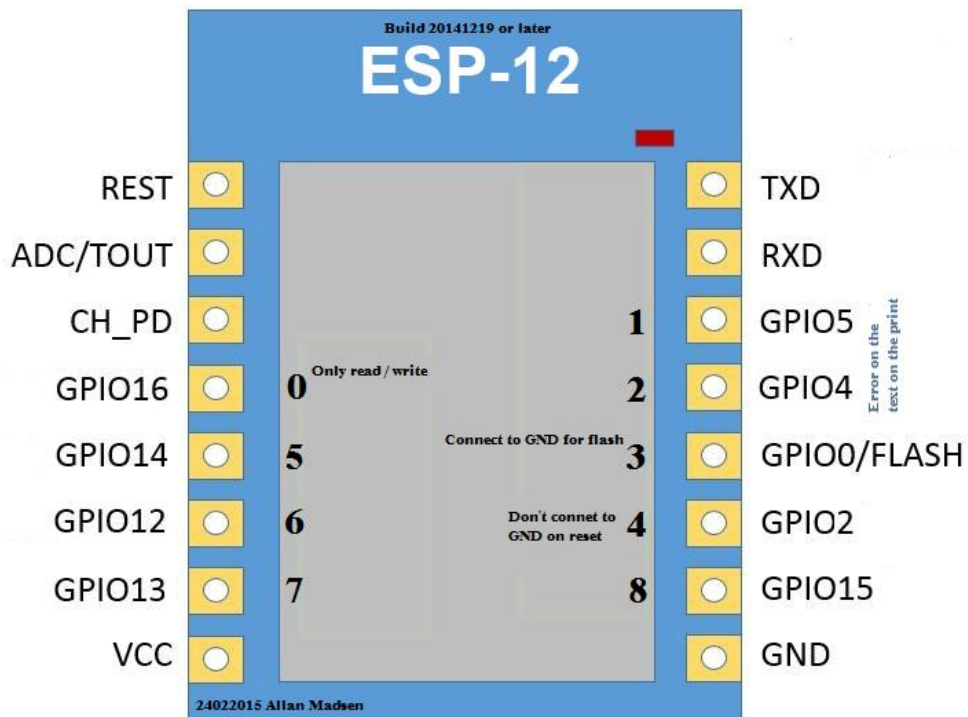 Build 20141219 or later
ESP-12
REST
TXD
ADC/TOUT
RXD
CH_PD
1
GPIO5
GPIO16
0
Only read / write
2
GPIO4
Error on the
text on the print
GPIO14
5
Connect to GND for flash
3
GPIO0/FLASH
GPIO12
6
Don't connet to
GND on reset
4
GPIO2
GPIO13
7
8
GPIO15
VCC
GND
24022015 Allan Madsen